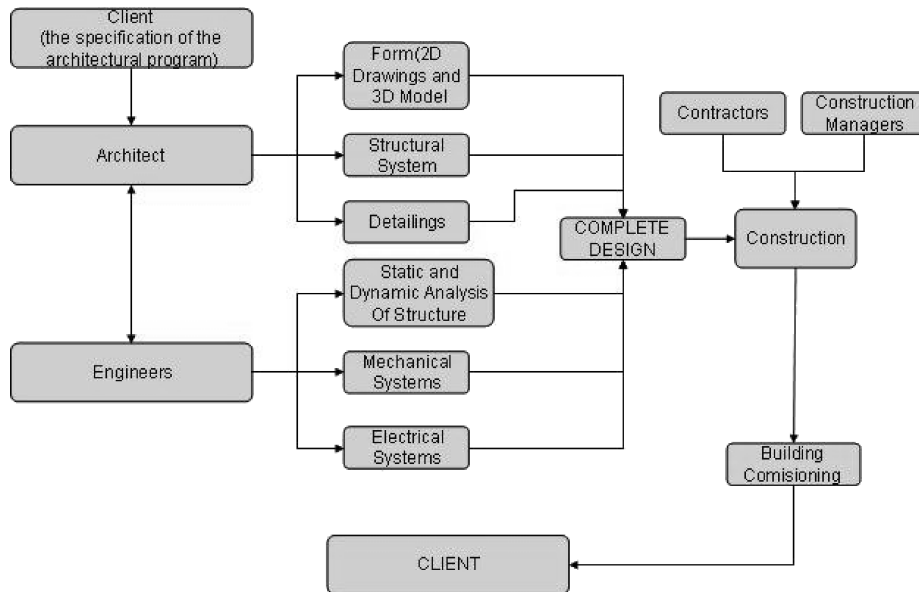 Client
(the specification of the
architectural program)
Form(2D
Drawings and
3D Model
Contractors
Construction
Managers
Architect
Structural
System
Detailings
COMPLETE
DESIGN
Construction
Static and
Dynamic Analysis
Of Structure
Engineers
Mechanical
Systems
Electrical
Systems
Building
Comisioning
CLIENT